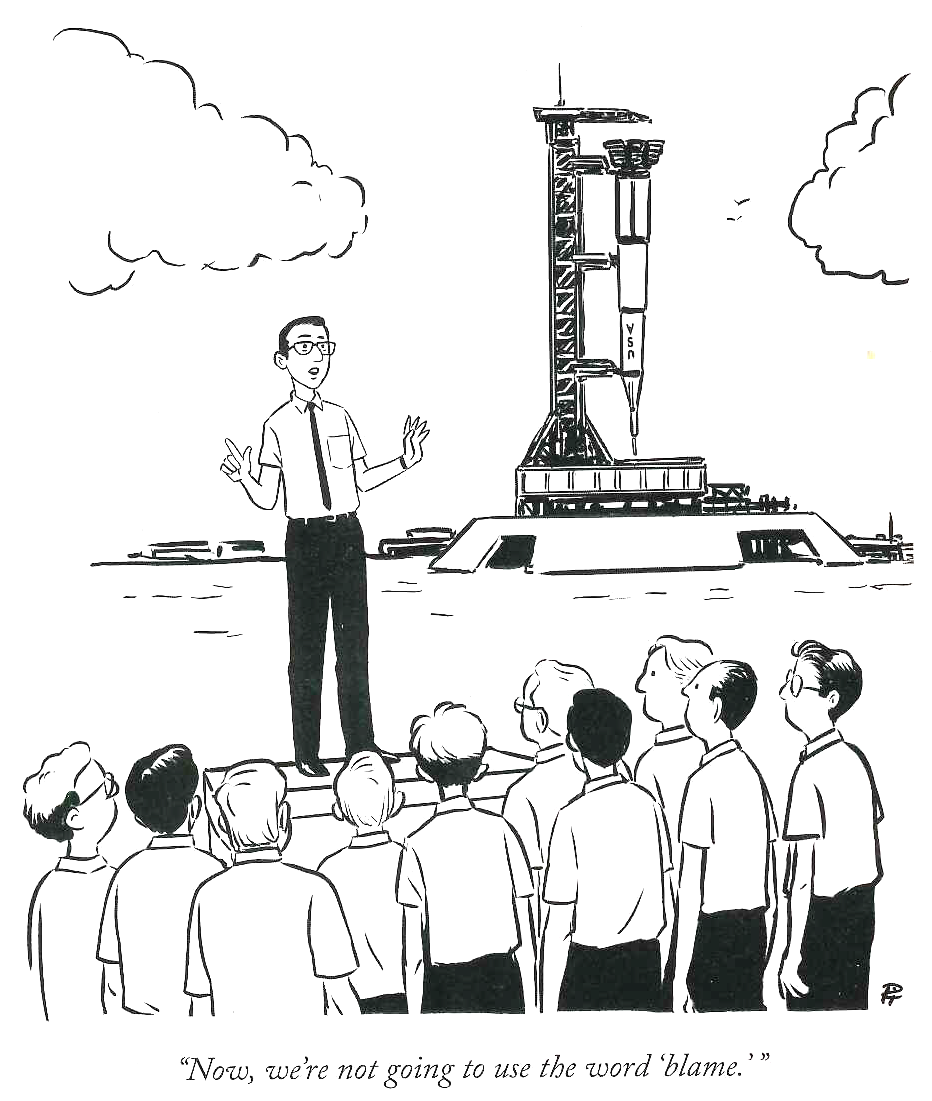 USA
“Now, we’re not going to use the word ‘blame.’ ”